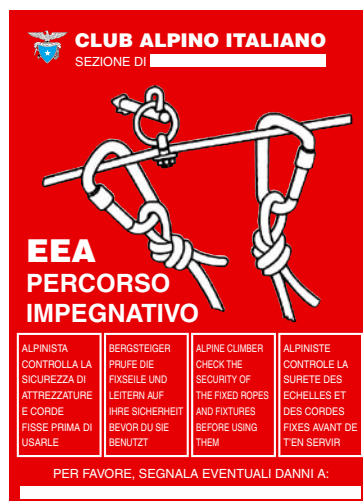 CLUB ALPINO ITALIANO
SEZIONE DI
EEA
PERCORSO
IMPEGNATIVO
ALPINISTA
CONTROLLA LA
SICUREZZA DI
ATTREZZATURE
E CORDE
FISSE PRIMA DI
USARLE
BERGSTEIGER
PRUFE DIE
FIXSEILE UND
LEITERN AUF
IHRE SICHERHEIT
BEVOR DU SIE
BENUTZT
ALPINE CLIMBER
CHECK THE
SECURITY OF
THE FIXED ROPES
AND FIXTURES
BEFORE USING
THEM
ALPINISTE
CONTROLE LA
SURETE DES
ECHELLES ET
DES CORDES
FIXES AVANT DE
T'EN SERVIR
PER FAVORE, SEGNALA EVENTUALI DANNI A: